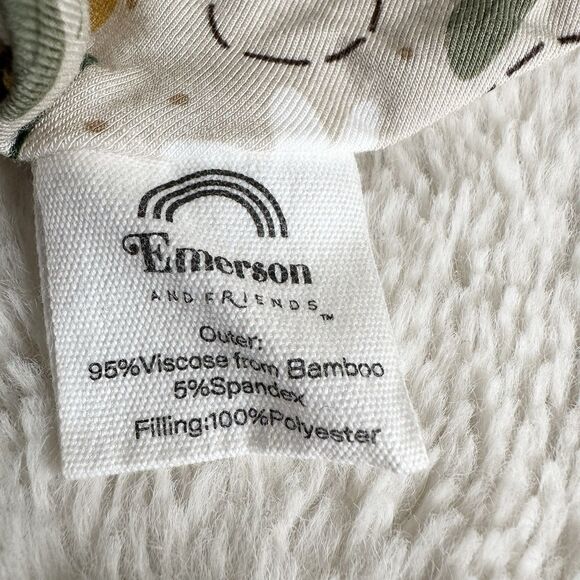 Emerson
AND FRIENDS™
Outer:
95%Viscose from Bamboo
5%Spandex
Filling:100%Polyester